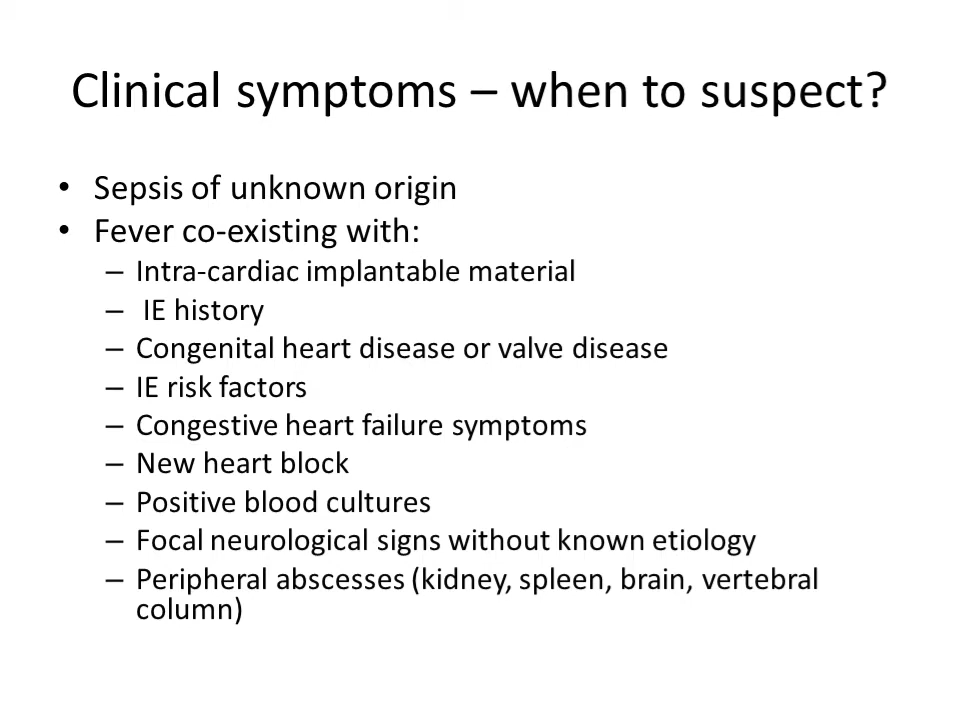 Clinical symptoms – when to suspect?
• Sepsis of unknown origin
• Fever co-existing with:
– Intra-cardiac implantable material
– IE history
– Congenital heart disease or valve disease
– IE risk factors
– Congestive heart failure symptoms
– New heart block
– Positive blood cultures
– Focal neurological signs without known etiology
– Peripheral abscesses (kidney, spleen, brain, vertebral
column)